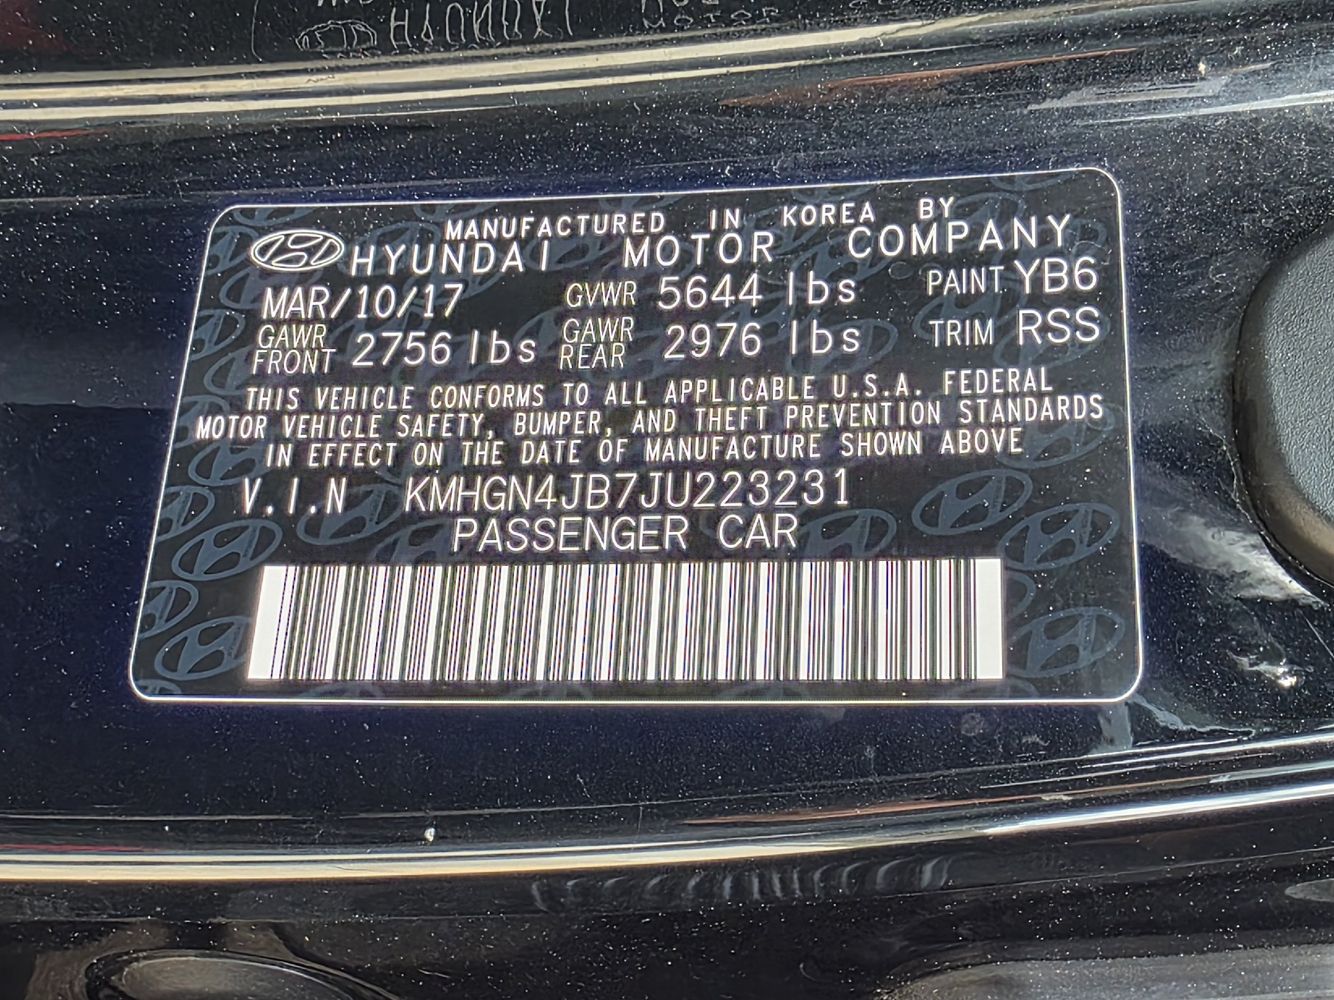 MANUFACTURED IN KOREA BY
HYUNDAI MOTOR COMPANY
MAR/10/17 GVWR 5644 lbs PAINT YB6
GAWR FRONT 2756 lbs GAWR REAR 2976 lbs TRIM RSS
THIS VEHICLE CONFORMS TO ALL APPLICABLE U.S.A. FEDERAL
MOTOR VEHICLE SAFETY, BUMPER, AND THEFT PREVENTION STANDARDS
IN EFFECT ON THE DATE OF MANUFACTURE SHOWN ABOVE
V.I.N KMHGN4JB7JU223231
PASSENGER CAR